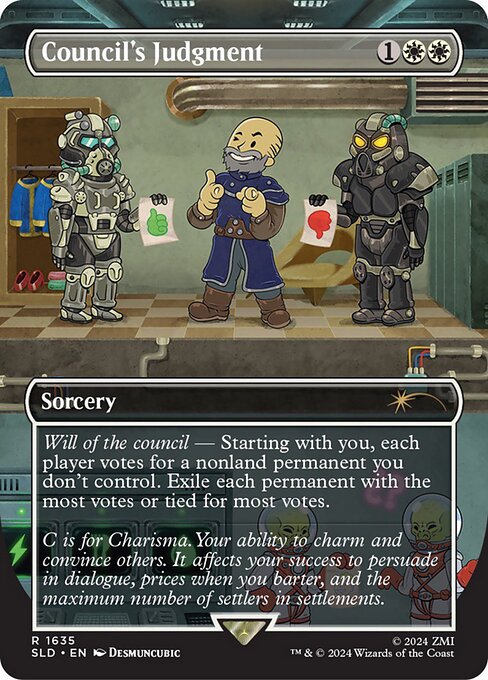 Council's Judgment
1
Sorcery
Will of the council — Starting with you, each
player votes for a nonland permanent you
don't control. Exile each permanent with the
most votes or tied for most votes.
C is for Charisma. Your ability to charm and
convince others. It affects your success to persuade
in dialogue, prices when you barter, and the
maximum number of settlers in settlements.
R 1635
SLD • EN Desmuncubic
© 2024 ZMI
™ & © 2024 Wizards of the Coast